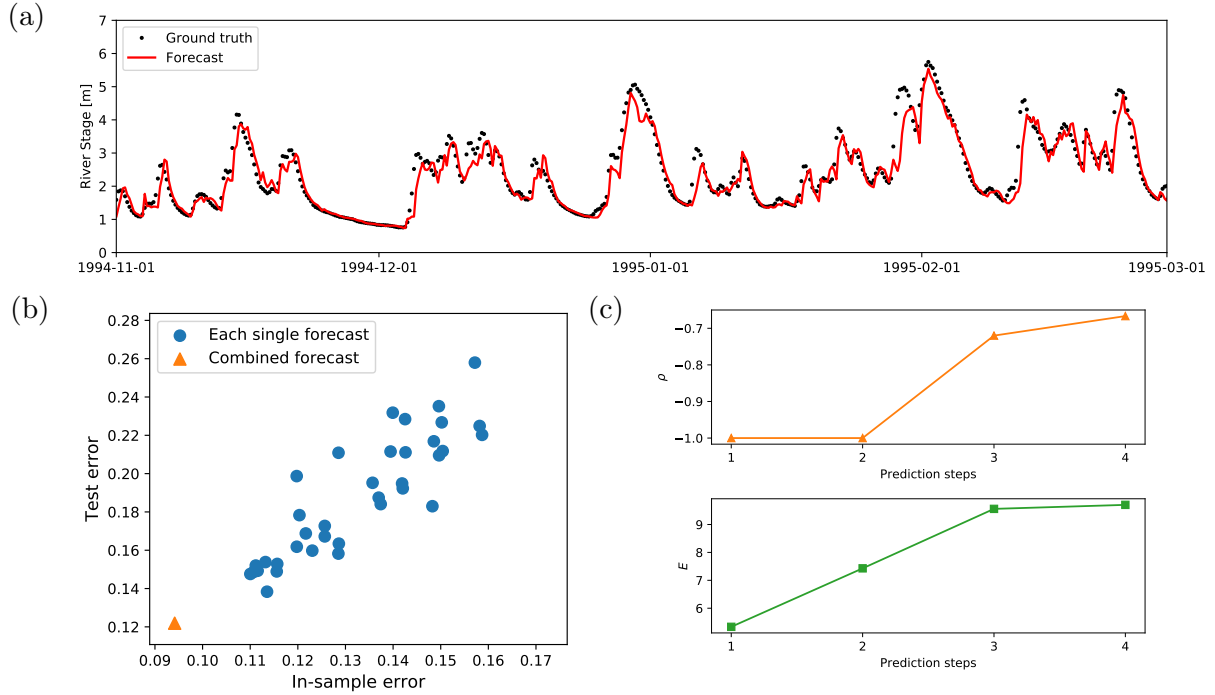 (a)
7
6
5
4
3
2
1
0
River Stage [m]
Ground truth
Forecast
1994-11-01 1994-12-01 1995-01-01 1995-02-01 1995-03-01
(b)
0.28
0.26
0.24
0.22
0.20
0.18
0.16
0.14
0.12
Test error
Each single forecast
Combined forecast
0.09 0.10 0.11 0.12 0.13 0.14 0.15 0.16 0.17
In-sample error
(c)
−0.7
−0.8
−0.9
−1.0
ρ
1 2 3 4
Prediction steps
9
8
7
6
E
1 2 3 4
Prediction steps